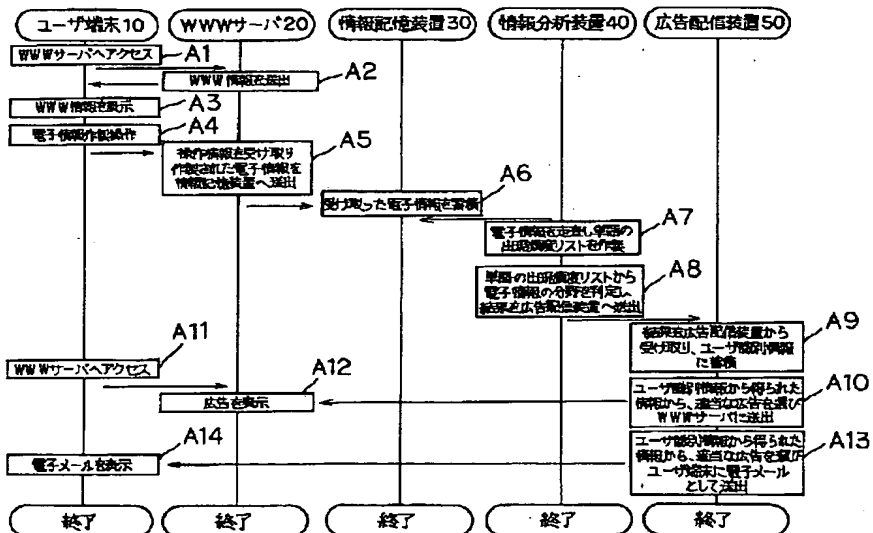 ユーザ端末10
WWWサーバ20
情報記憶装置30
情報分析装置40
広告配信装置50
WWWサーバへアクセス
A1
WWW情報を送出
A2
WWW情報を表示
A3
電子情報作成操作
A4
操作情報を受け取り
作成された電子情報を
情報記憶装置へ送出
A5
受け取った電子情報を蓄積
A6
電子情報を走査し単語の
出現頻度リストを作成
A7
単語の出現頻度リストから
電子情報の分野を判定し、
結果を広告配信装置へ送出
A8
結果を広告配信装置から
受け取り、ユーザ識別情報
に蓄積
A9
WWWサーバへアクセス
A11
広告を表示
A12
ユーザ識別情報から得られた
情報から、適当な広告を選び
WWWサーバに送出
A10
ユーザ識別情報から得られた
情報から、適当な広告を選び
ユーザ端末に電子メール
として送出
A13
電子メールを表示
A14
終了
終了
終了
終了
終了